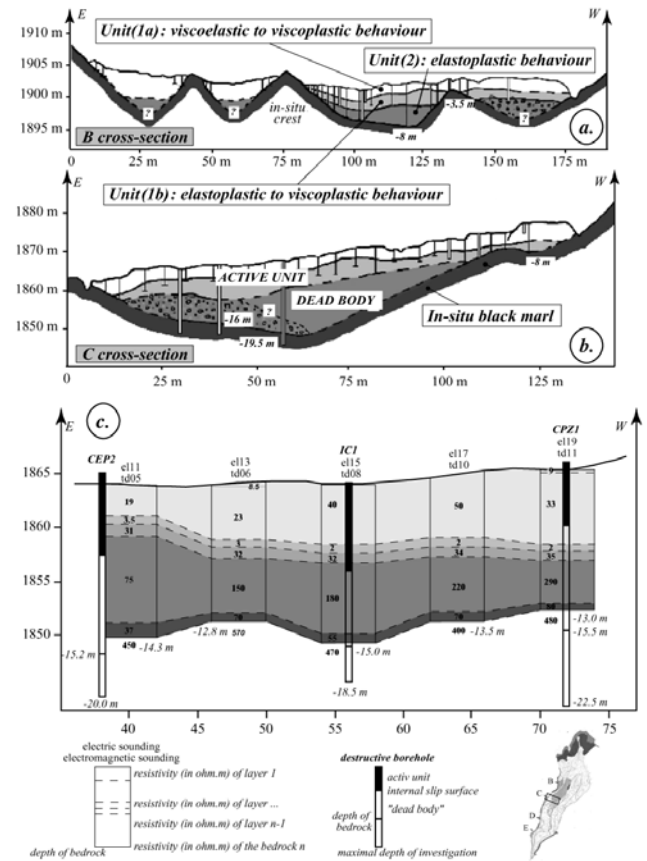 E
W
1910 m
Unit(1a): viscoelastic to viscoplastic behaviour
1905 m
Unit(2): elastoplastic behaviour
1900 m
?
?
in-situ
crest
-3.5 m
?
1895 m
B cross-section
-8 m
a.
0
25 m
50 m
75 m
100 m
125 m
150 m
175 m
Unit(1b): elastoplastic to viscoplastic behaviour
E
W
1880 m
1870 m
-8 m
ACTIVE UNIT
1860 m
DEAD BODY
?
-16 m
In-situ black marl
1850 m
-19.5 m
C cross-section
b.
0
25 m
50 m
75 m
100 m
125 m
c.
E
W
CEP2
IC1
CPZ1
el11
td05
el13
td06
el15
td08
el17
td10
el19
td11
1865
8.5
9
19
23
40
50
33
1860
3.5
3
2
2
2
31
32
32
34
35
1855
75
150
180
220
290
37
70
55
70
1850
450
-14.3 m
-12.8 m
570
470
-15.0 m
400
-13.5 m
480
-13.0 m
-15.2 m
-15.5 m
-18.5 m
-20.0 m
-22.5 m
40
45
50
55
60
65
70
75
electric sounding
electromagnetic sounding
resistivity (in ohm.m) of layer 1
resistivity (in ohm.m) of layer ...
resistivity (in ohm.m) of layer n-1
depth of bedrock
resistivity (in ohm.m) of the bedrock n
destructive borehole
activ unit
internal slip surface
"dead body"
depth of
bedrock
maximal depth of investigation
B
C
D
E